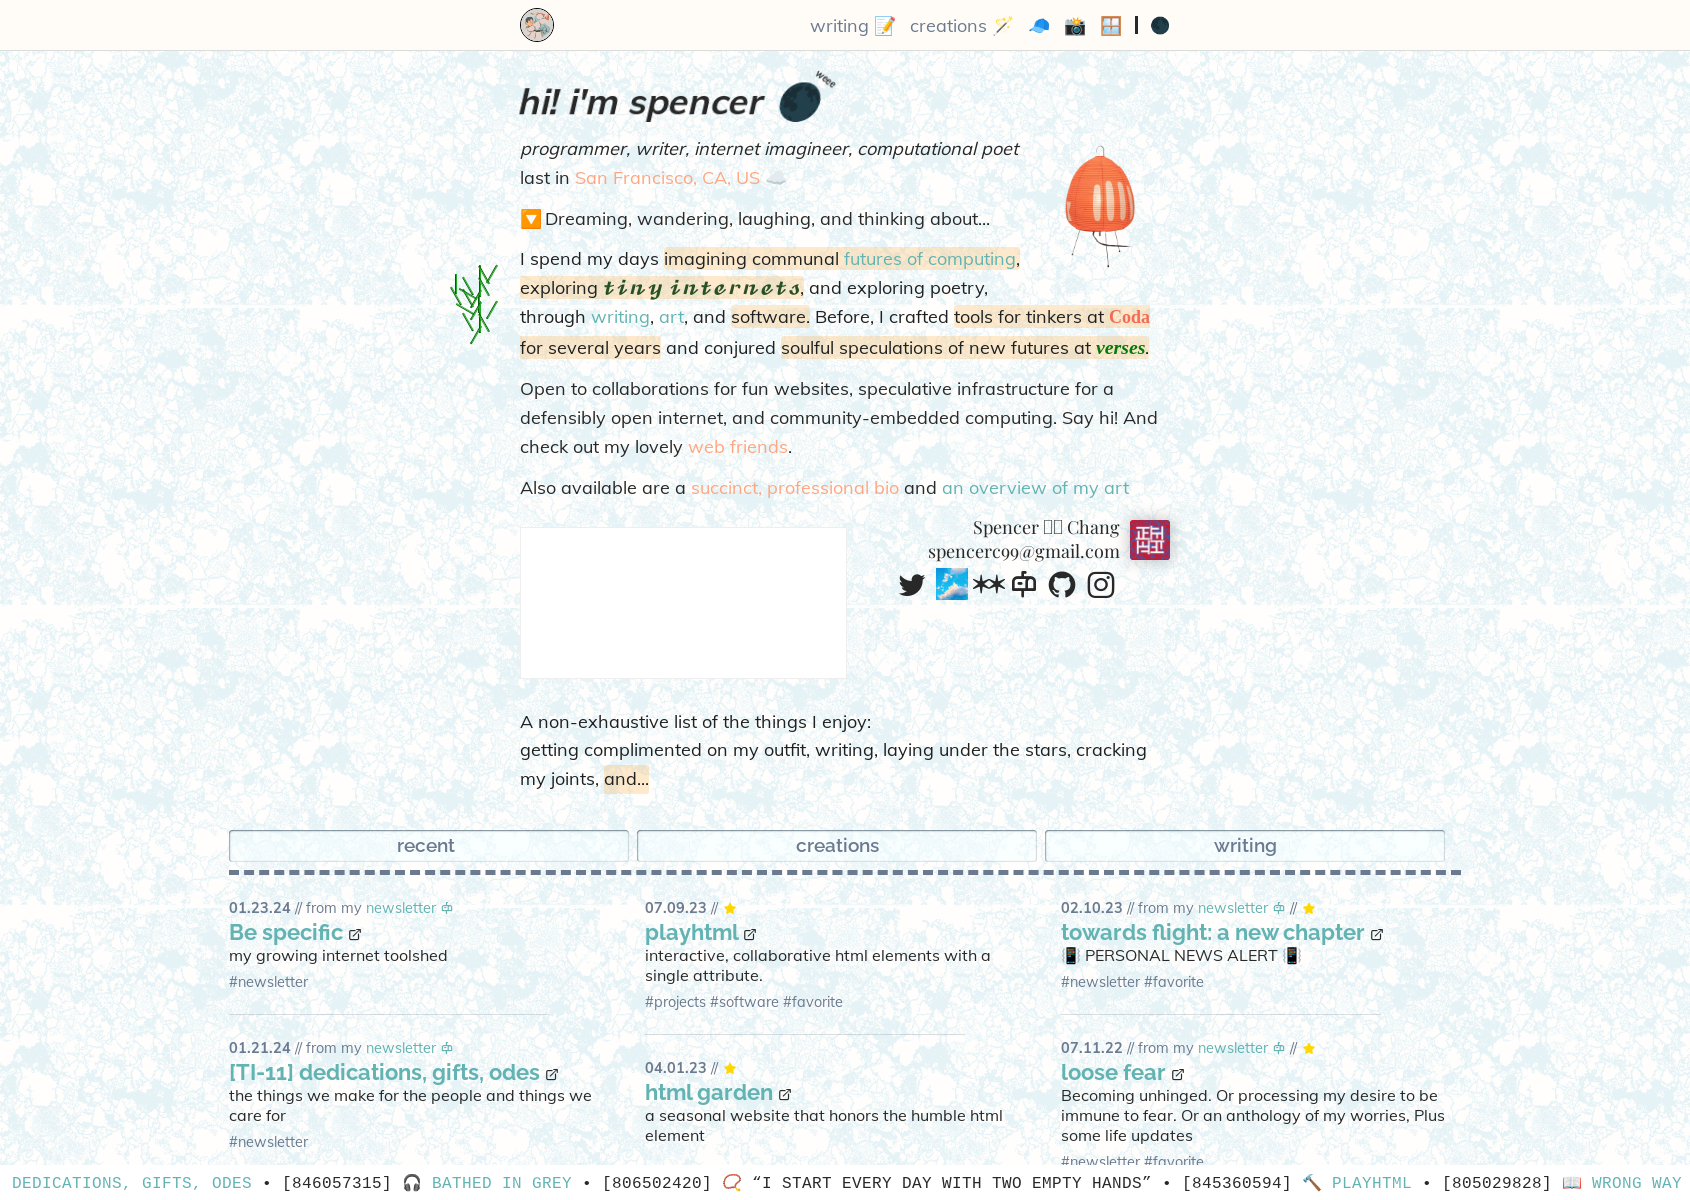 writing 📝 creations 🪄 🧢 📸 🪟 | 🌑
hi! i'm spencer 🌑 weee
programmer, writer, internet imagineer, computational poet
last in San Francisco, CA, US ☁️
🔽 Dreaming, wandering, laughing, and thinking about...
I spend my days imagining communal futures of computing,
exploring tiny internets, and exploring poetry,
through writing, art, and software. Before, I crafted tools for tinkers at Coda
for several years and conjured soulful speculations of new futures at verses.
Open to collaborations for fun websites, speculative infrastructure for a
defensibly open internet, and community-embedded computing. Say hi! And
check out my lovely web friends.
Also available are a succinct, professional bio and an overview of my art
Spencer Chang
spencerc99@gmail.com
A non-exhaustive list of the things I enjoy:
getting complimented on my outfit, writing, laying under the stars, cracking
my joints, and...
recent
creations
writing
01.23.24 // from my newsletter
Be specific
my growing internet toolshed
#newsletter
01.21.24 // from my newsletter
[TI-11] dedications, gifts, odes
the things we make for the people and things we
care for
#newsletter
07.09.23 // ⭐
playhtml
interactive, collaborative html elements with a
single attribute.
#projects #software #favorite
04.01.23 // ⭐
html garden
a seasonal website that honors the humble html
element
02.10.23 // from my newsletter // ⭐
towards flight: a new chapter
📳 PERSONAL NEWS ALERT 📳
#newsletter #favorite
07.11.22 // from my newsletter // ⭐
loose fear
Becoming unhinged. Or processing my desire to be
immune to fear. Or an anthology of my worries, Plus
some life updates
#newsletter #favorite
DEDICATIONS, GIFTS, ODES • [846057315] 🎧 BATHED IN GREY • [806502420] 📿 “I START EVERY DAY WITH TWO EMPTY HANDS” • [845360594] 🔨 PLAYHTML • [805029828] 📖 WRONG WAY